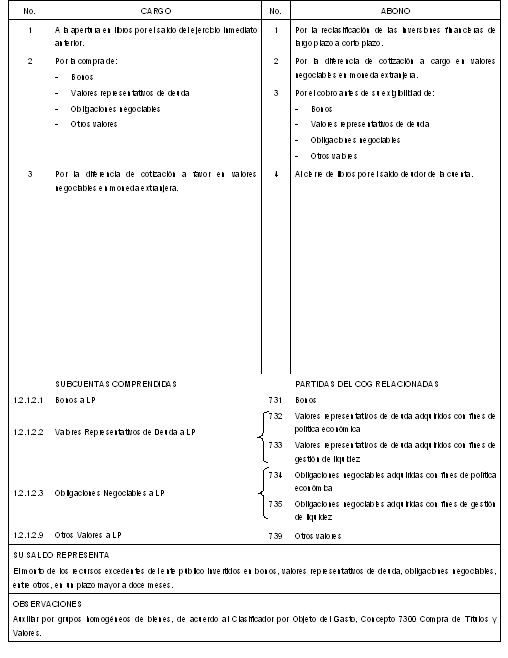 No. CARGO No. ABONO
1 A la apertura en libros por el saldo del ejercicio inmediato
anterior.
2 Por la compra de:
- Bonos
- Valores representativos de deuda
- Obligaciones negociables
- Otros valores
3 Por la diferencia de cotización a favor en valores
negociables en moneda extranjera.
1 Por la reclasificación de las inversiones financieras de
largo plazo a corto plazo.
2 Por la diferencia de cotización a cargo en valores
negociables en moneda extranjera.
3 Por el cobro antes de su exigibilidad de:
- Bonos
- Valores representativos de deuda
- Obligaciones negociables
- Otros valores
4 Al cierre de libros por el saldo deudor de la cuenta.
SUBCUENTAS COMPRENDIDAS
1.2.1.2.1 Bonos a LP
1.2.1.2.2 Valores Representativos de Deuda a LP
1.2.1.2.3 Obligaciones Negociables a LP
1.2.1.2.9 Otros Valores a LP
PARTIDAS DEL COG RELACIONADAS
731 Bonos
732 Valores representativos de deuda adquiridos con fines de
política económica
733 Valores representativos de deuda adquiridos con fines de
gestión de liquidez
734 Obligaciones negociables adquiridas con fines de política
económica
735 Obligaciones negociables adquiridas con fines de gestión
de liquidez
739 Otros valores
SU SALDO REPRESENTA
El monto de los recursos excedentes del ente público invertidos en bonos, valores representativos de deuda, obligaciones negociables,
entre otros, en un plazo mayor a doce meses.
OBSERVACIONES
Auxiliar por grupos homogéneos de bienes, de acuerdo al Clasificador por Objeto del Gasto, Concepto 7300 Compra de Títulos y
Valores.